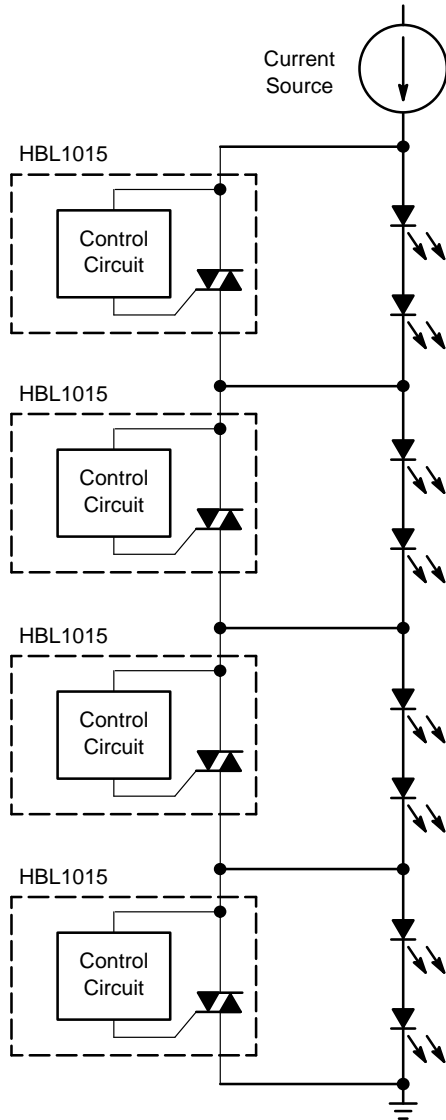 Current
Source
HBL1015
Control
Circuit
HBL1015
Control
Circuit
HBL1015
Control
Circuit
HBL1015
Control
Circuit